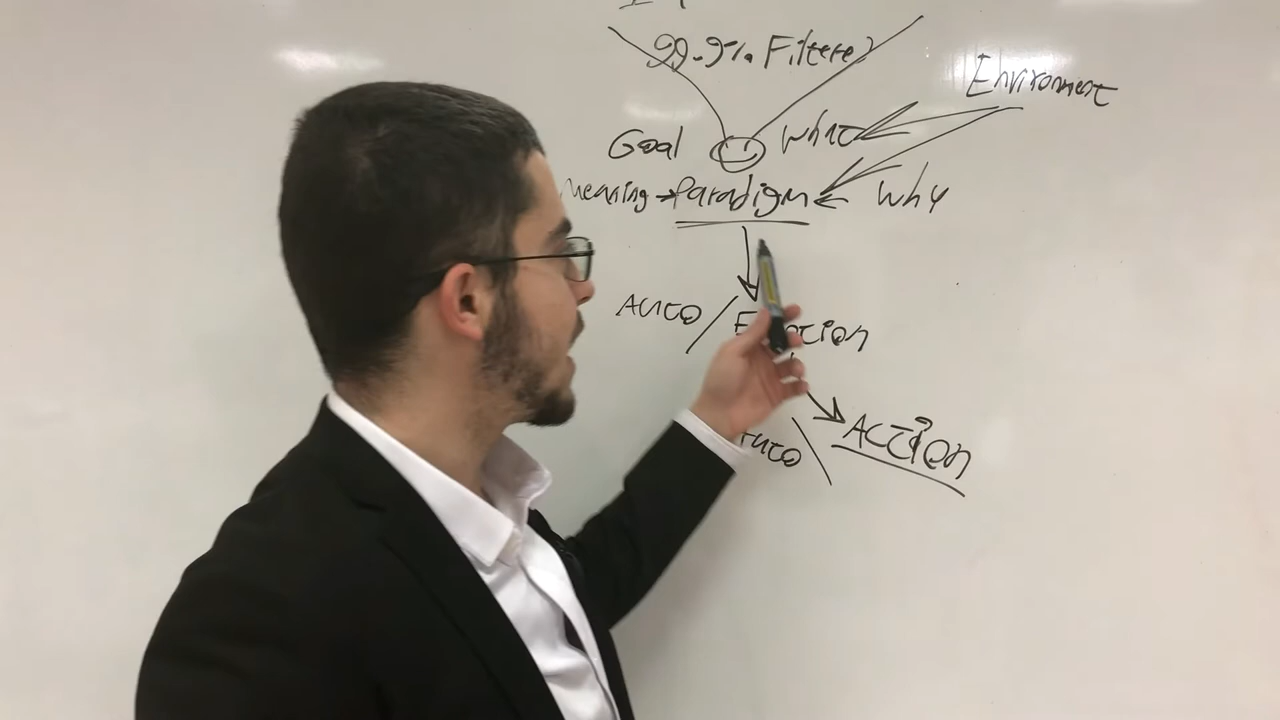 99.9% Filtered
Environment
Goal What
Meaning → Paradigm ← Why
Auto / Emotion
Auto \ Action